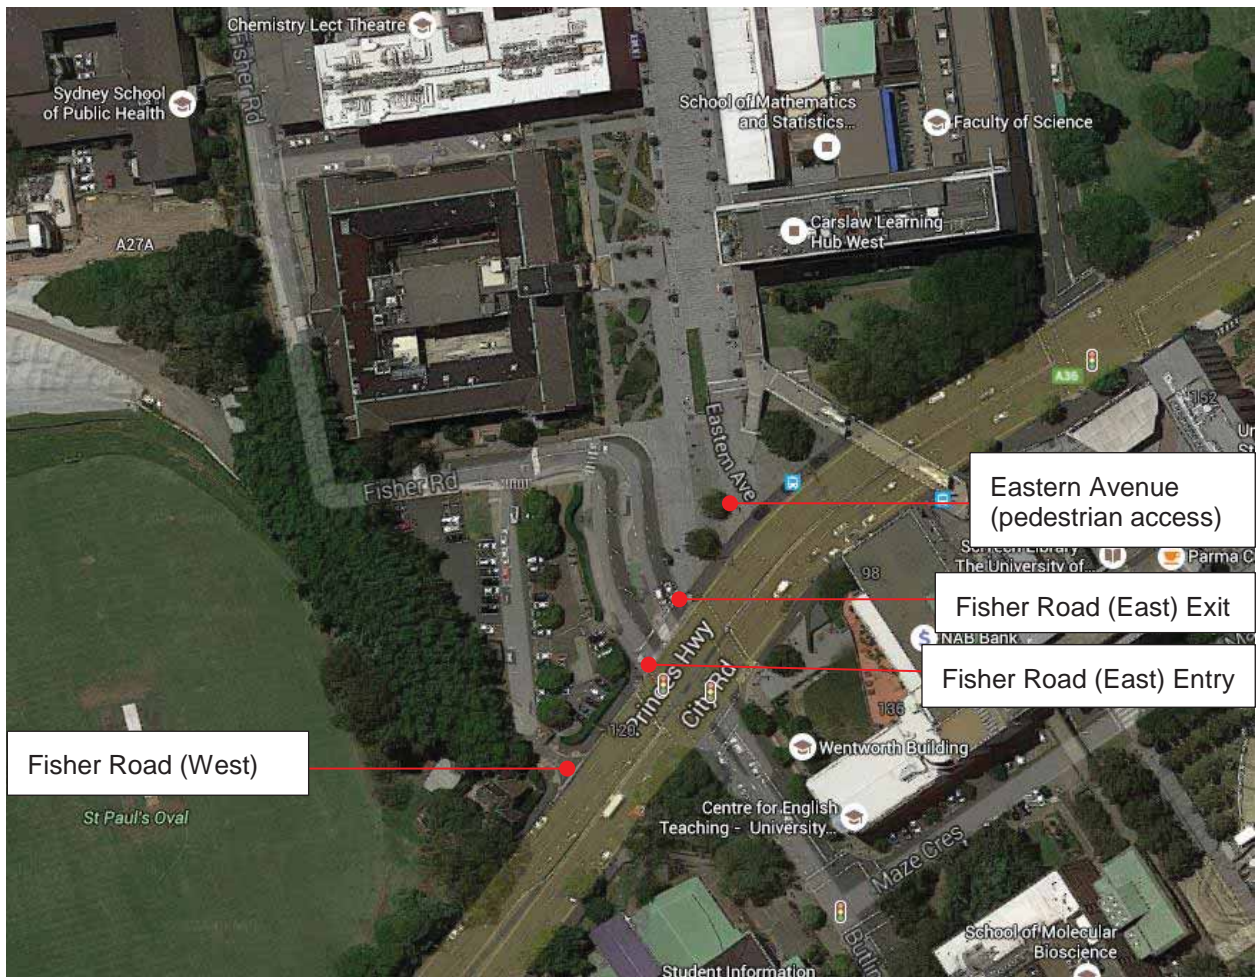 Chemistry Lect Theatre
Fisher Rd
Sydney School
of Public Health
School of Mathematics
and Statistics...
Faculty of Science
Carslaw Learning
Hub West
A27A
A36
152
Eastern Ave
Fisher Rd
Eastern Avenue
(pedestrian access)
SciTech Library
The University of...
Parma C
98
Fisher Road (East) Exit
NAB Bank
Princes Hwy
City Rd
Fisher Road (East) Entry
136
120
Wentworth Building
Fisher Road (West)
St Paul's Oval
Centre for English
Teaching - University...
Maze Cres
School of Molecular
Bioscience
Student Information